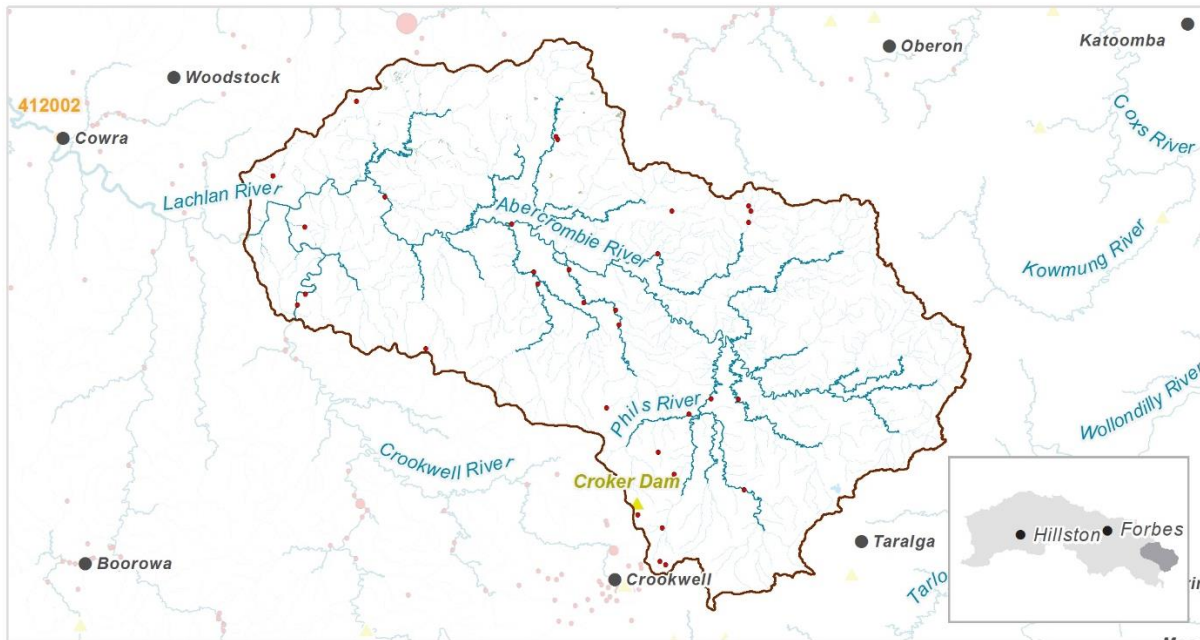 Woodstock
Oberon
Katoomba
412002
Cowra
Coxs River
Lachlan River
Abercrombie River
Kowmung River
Phils River
Wollondilly River
Crookwell River
Croker Dam
Hillston
Forbes
Boorowa
Taralga
Crookwell
Tarlo